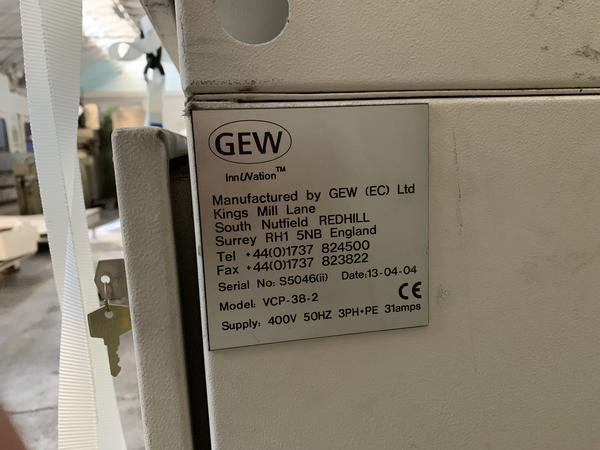 GEW
InnUVation™
Manufactured by GEW (EC) Ltd
Kings Mill Lane
South Nutfield REDHILL
Surrey RH1 5NB England
Tel +44(0)1737 824500
Fax +44(0)1737 823822
Serial No: S5046(ii) Date:13-04-04
Model: VCP-38-2 CE
Supply: 400V 50HZ 3PH+PE 31amps